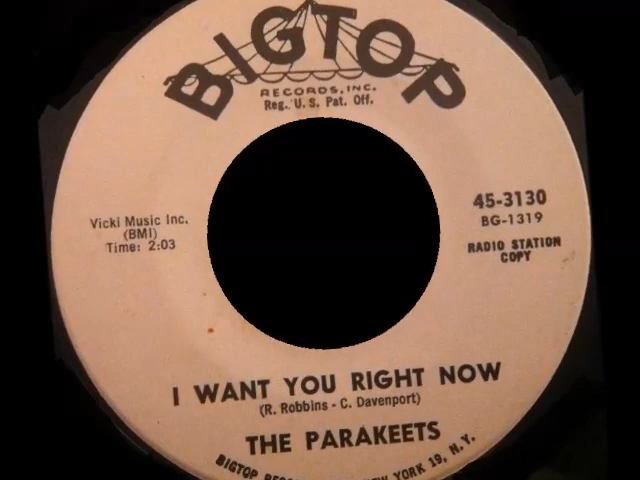 BIGTOP
RECORDS, INC.
Reg. U.S. Pat. Off.
Vicki Music Inc.
(BMI)
Time: 2:03
45-3130
BG-1319
RADIO STATION
COPY
I WANT YOU RIGHT NOW
(R. Robbins - C. Davenport)
THE PARAKEETS
BIGTOP YORK 19, N.Y.